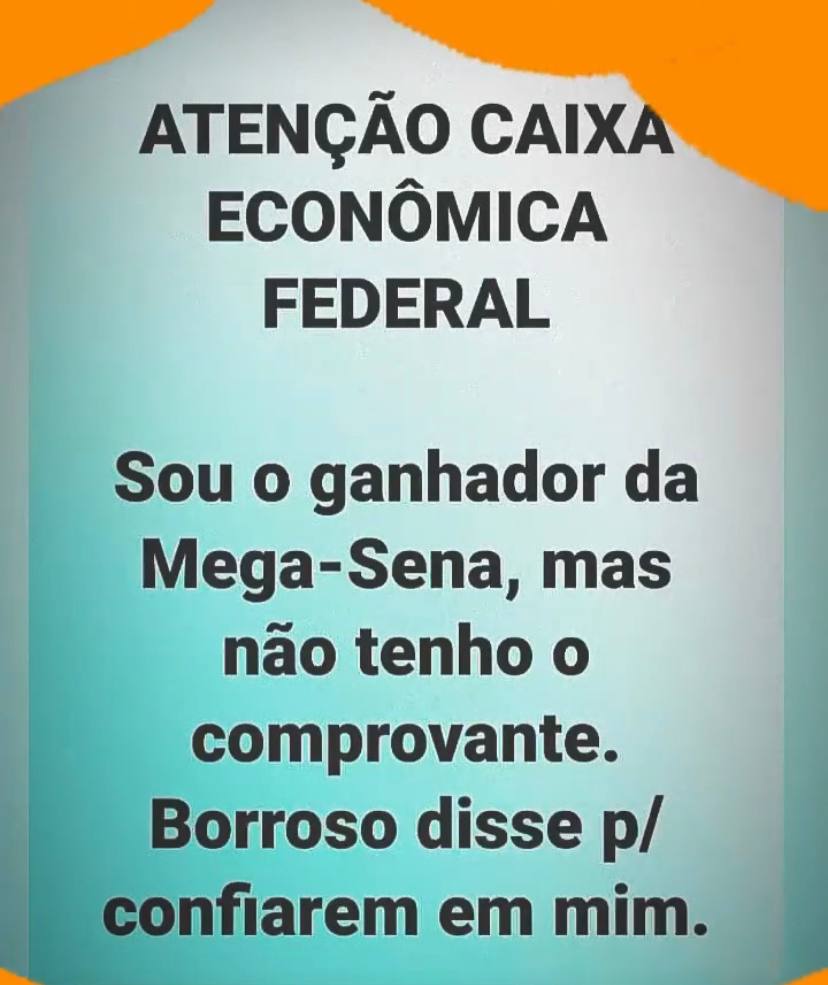 ATENÇÃO CAIXA
ECONÔMICA
FEDERAL
Sou o ganhador da
Mega-Sena, mas
não tenho o
comprovante.
Borroso disse p/
confiarem em mim.